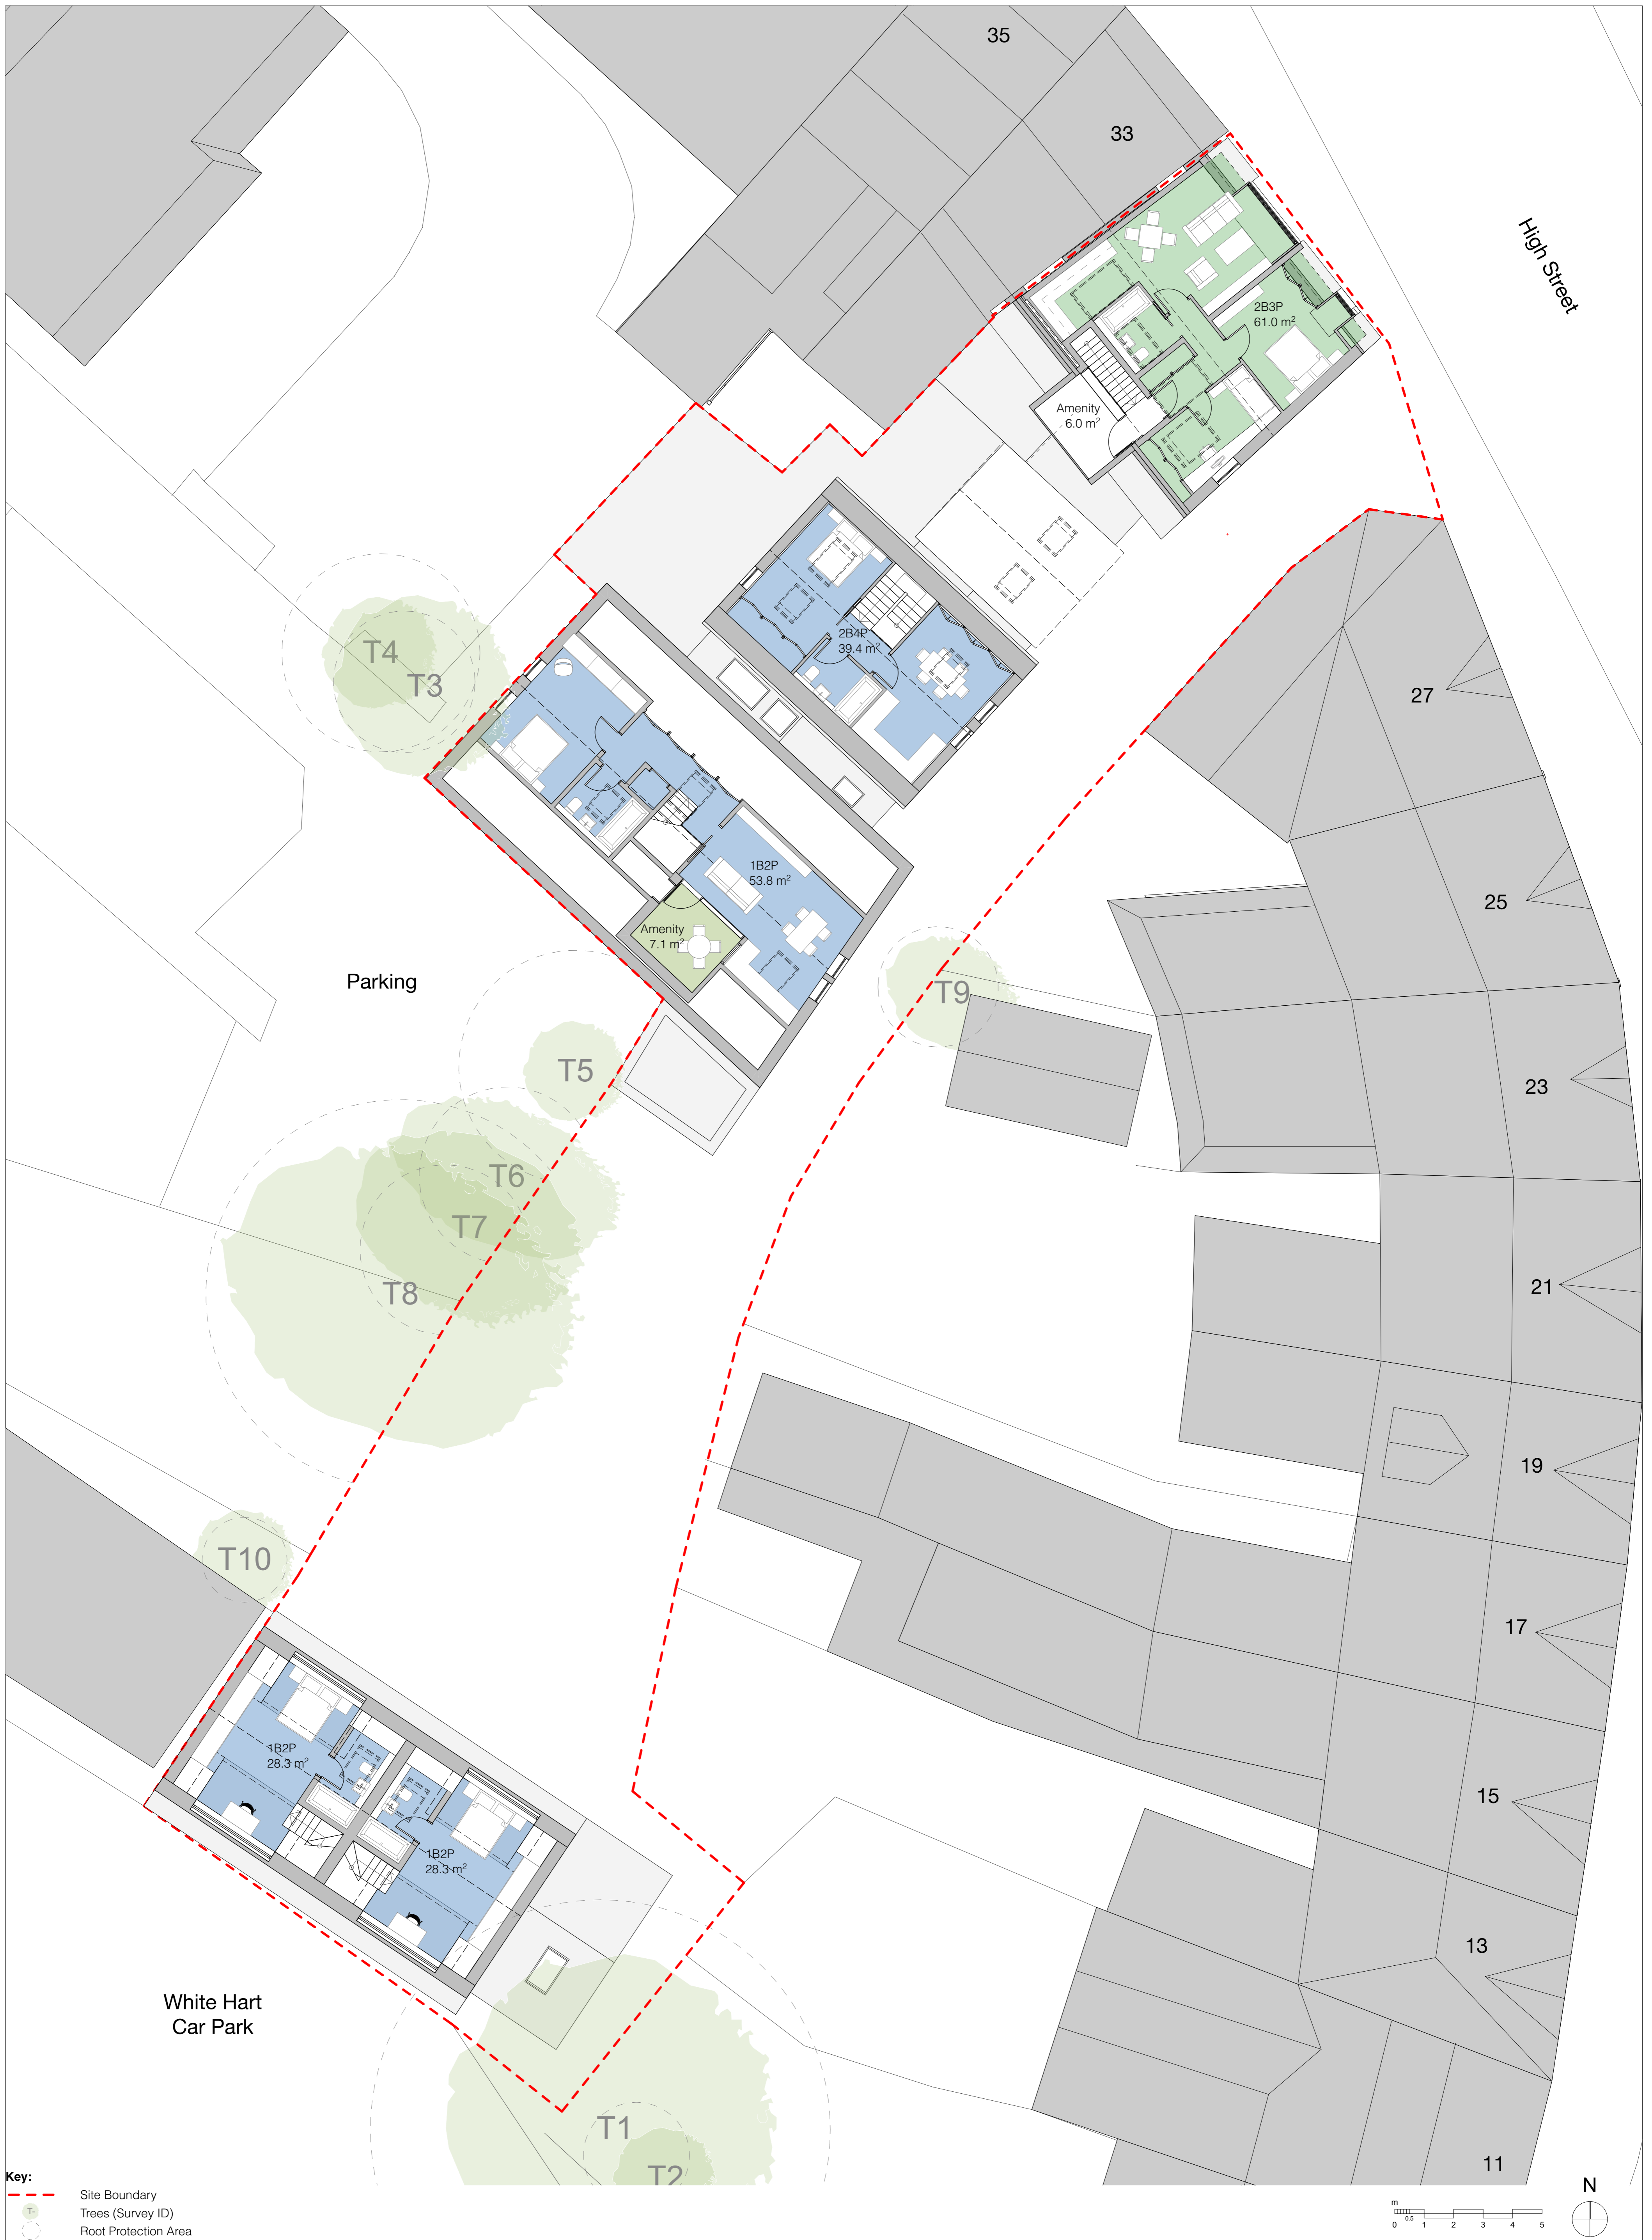 35
33
High Street
2B3P
61.0 m²
Amenity
6.0 m²
2B4P
39.4 m²
T4
T3
27
1B2P
53.8 m²
25
Amenity
7.1 m²
Parking
T9
T5
23
T6
T7
21
T8
19
T10
17
1B2P
28.3 m²
15
1B2P
28.3 m²
13
White Hart
Car Park
T1
11
T2
Key:
Site Boundary
T-
Trees (Survey ID)
Root Protection Area
m
0 0.5 1 2 3 4 5
N